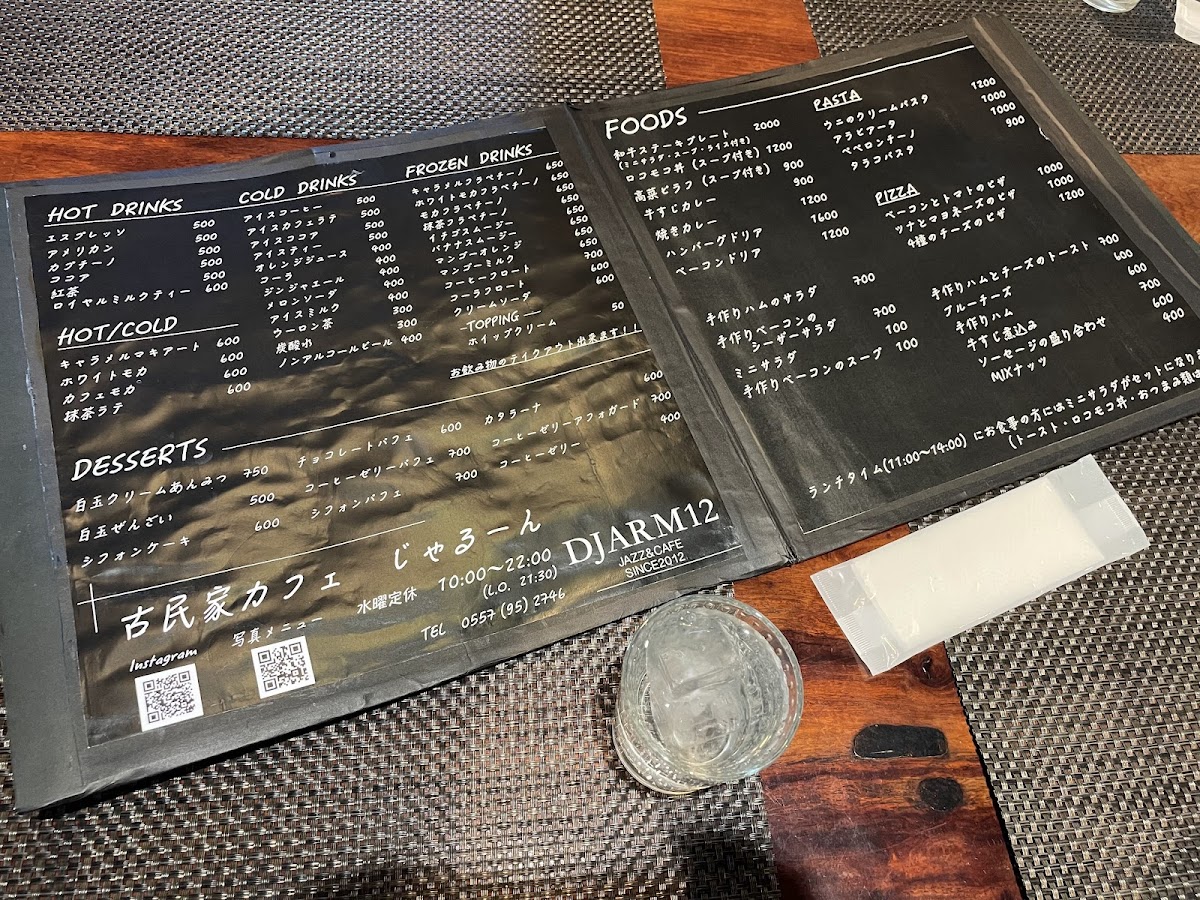 HOT DRINKS
エスプレッソ 500
アメリカン 500
カプチーノ 500
ココア 500
紅茶 500
ロイヤルミルクティー 600
HOT/COLD
キャラメルマキアート 600
ホワイトモカ 600
カフェモカ 600
抹茶ラテ 600
COLD DRINKS
アイスコーヒー 500
アイスカフェラテ 500
アイスココア 500
アイスティー 500
オレンジジュース 400
コーラ 400
ジンジャエール 400
メロンソーダ 400
アイスミルク 400
ウーロン茶 300
炭酸水 300
ノンアルコールビール 400
FROZEN DRINKS
キャラメルフラペチーノ 650
ホワイトモカフラペチーノ 650
モカフラペチーノ 650
抹茶フラペチーノ 650
イチゴスムージー 650
バナナスムージー 650
マンゴーオレンジ 650
マンゴーミルク 650
コーヒーフロート 700
コーラフロート 600
クリームソーダ 600
-TOPPING-
ホイップクリーム 50
お飲み物のテイクアウト出来ます!!
DESSERTS
白玉クリームあんみつ 750
白玉ぜんざい 500
シフォンケーキ 600
チョコレートパフェ 600
コーヒーゼリーパフェ 700
シフォンパフェ 700
カタラーナ 600
コーヒーゼリーアフォガード 700
コーヒーゼリー 400
古民家カフェ じゃるーん
DJARM12
JAZZ&CAFE
SINCE2012
水曜定休 10:00〜22:00
(L.O. 21:30)
TEL 0557(95)2746
Instagram
写真メニュー
FOODS
和牛ステーキプレート 2000
(ミニサラダ・スープ・ライス付き)
ロコモコ丼 (スープ付き) 1200
高菜ピラフ (スープ付き) 900
牛すじカレー 900
焼きカレー 1200
ハンバーグドリア 1600
ベーコンドリア 1200
PASTA
ウニのクリームパスタ 1200
アラビアータ 1000
ペペロンチーノ 1000
タラコパスタ 900
PIZZA
ベーコンとトマトのピザ 1000
ツナとマヨネーズのピザ 1000
4種のチーズのピザ 1200
手作りハムのサラダ 700
手作りベーコンの
シーザーサラダ 700
ミニサラダ 100
手作りベーコンのスープ 100
手作りハムとチーズのトースト 700
ブルーチーズ 600
手作りハム 600
牛すじ煮込み 700
ソーセージの盛り合わせ 600
MIXナッツ 400
ランチタイム(11:00〜14:00) にお食事の方にはミニサラダがセットになりま
(トースト・ロコモコ丼・おつまみ類は